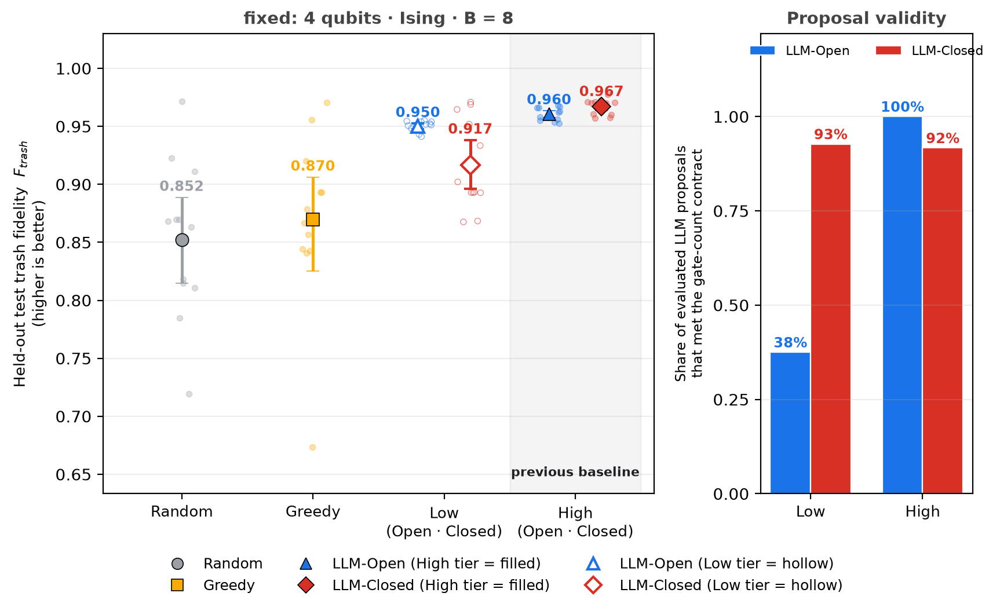 fixed: 4 qubits · Ising · B = 8
Held-out test trash fidelity F_trash
(higher is better)
1.00
0.95
0.90
0.85
0.80
0.75
0.70
0.65
0.852
0.870
0.950
0.917
0.960
0.967
previous baseline
Random
Greedy
Low
(Open · Closed)
High
(Open · Closed)
Proposal validity
LLM-Open
LLM-Closed
Share of evaluated LLM proposals
that met the gate-count contract
1.00
0.75
0.50
0.25
0.00
38%
93%
100%
92%
Low
High
Random
Greedy
LLM-Open (High tier = filled)
LLM-Closed (High tier = filled)
LLM-Open (Low tier = hollow)
LLM-Closed (Low tier = hollow)